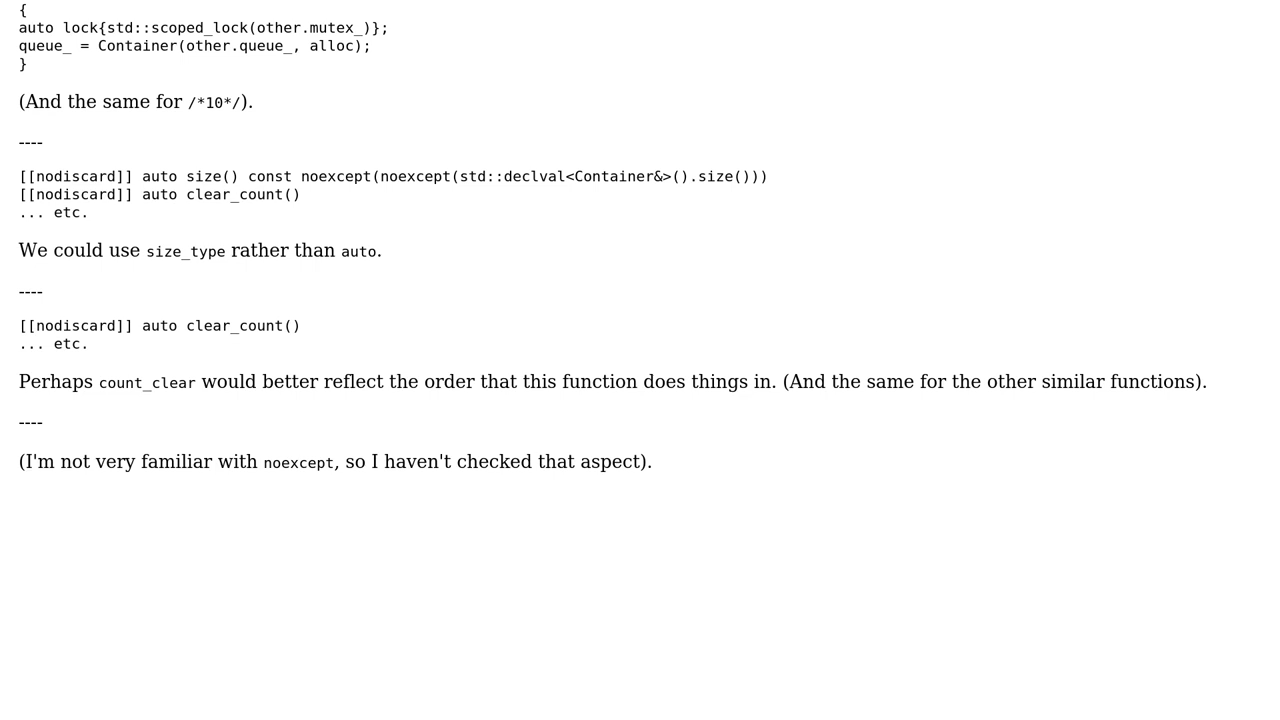 {
auto lock{std::scoped_lock(other.mutex_)};
queue_ = Container(other.queue_, alloc);
}
(And the same for /*10*/).
----
[[nodiscard]] auto size() const noexcept(noexcept(std::declval<Container&>().size()))
[[nodiscard]] auto clear_count()
... etc.
We could use size_type rather than auto.
----
[[nodiscard]] auto clear_count()
... etc.
Perhaps count_clear would better reflect the order that this function does things in. (And the same for the other similar functions).
----
(I'm not very familiar with noexcept, so I haven't checked that aspect).